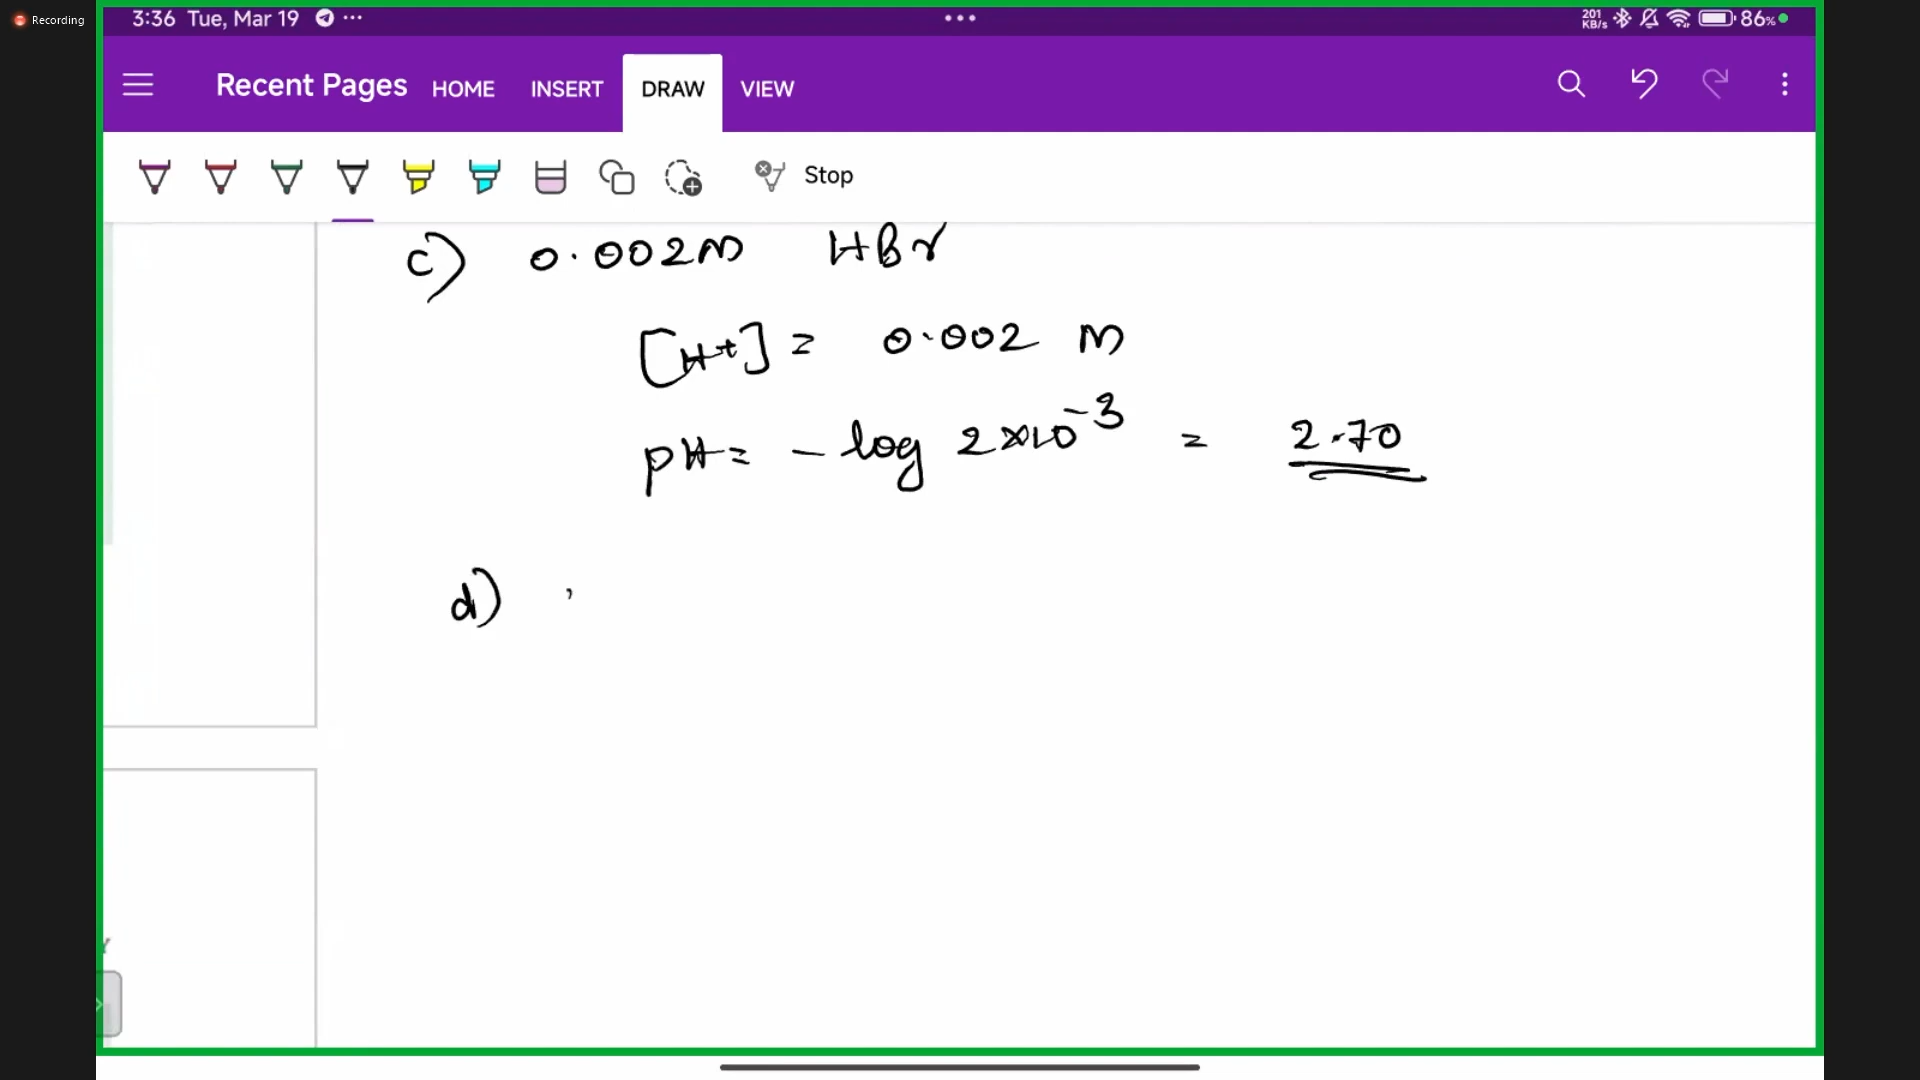 Recording
3:36 Tue, Mar 19
201 KB/s 86%
Recent Pages HOME INSERT DRAW VIEW
Stop
c) 0.002M HBr
[H+] = 0.002 M
pH = - log 2×10⁻³ = 2.70
d)